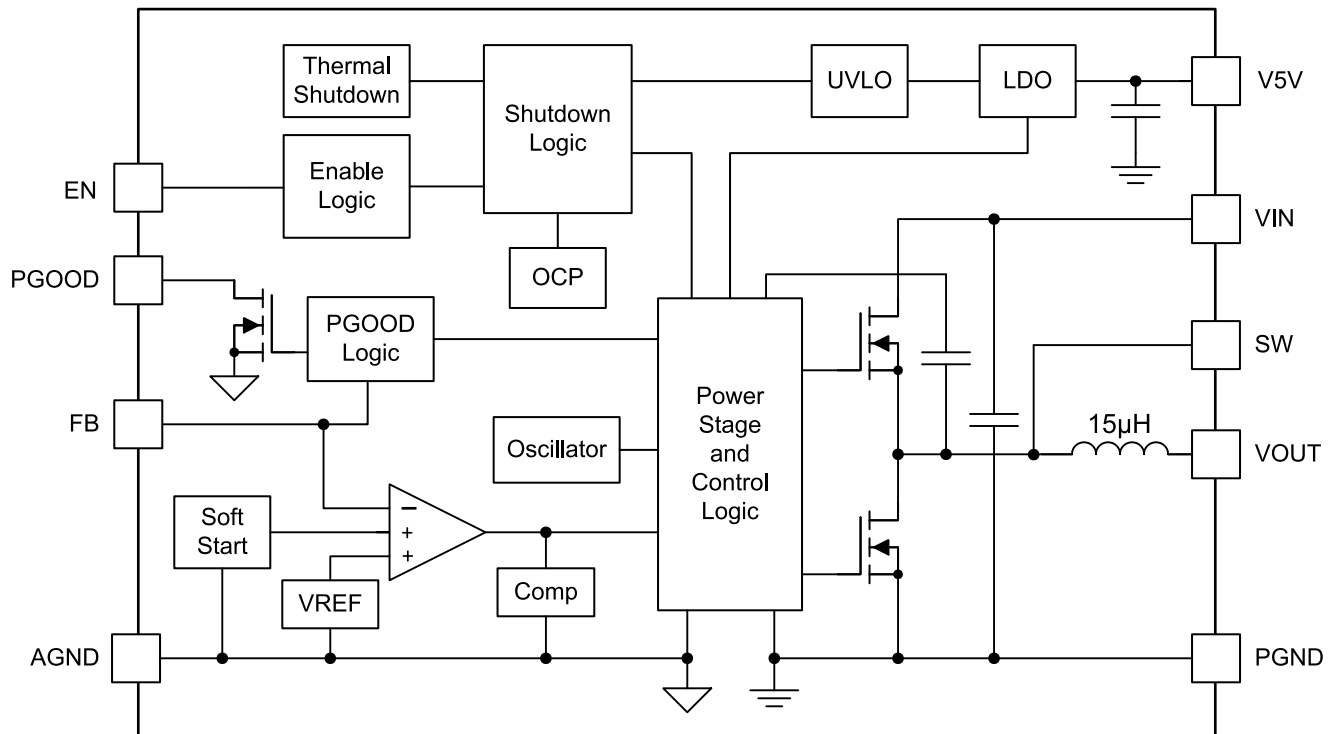 Thermal
Shutdown
Shutdown
Logic
UVLO
LDO
V5V
EN
Enable
Logic
VIN
PGOOD
OCP
PGOOD
Logic
SW
FB
Power
Stage
and
Control
Logic
Oscillator
15µH
VOUT
Soft
Start
−
+
+
VREF
Comp
AGND
PGND